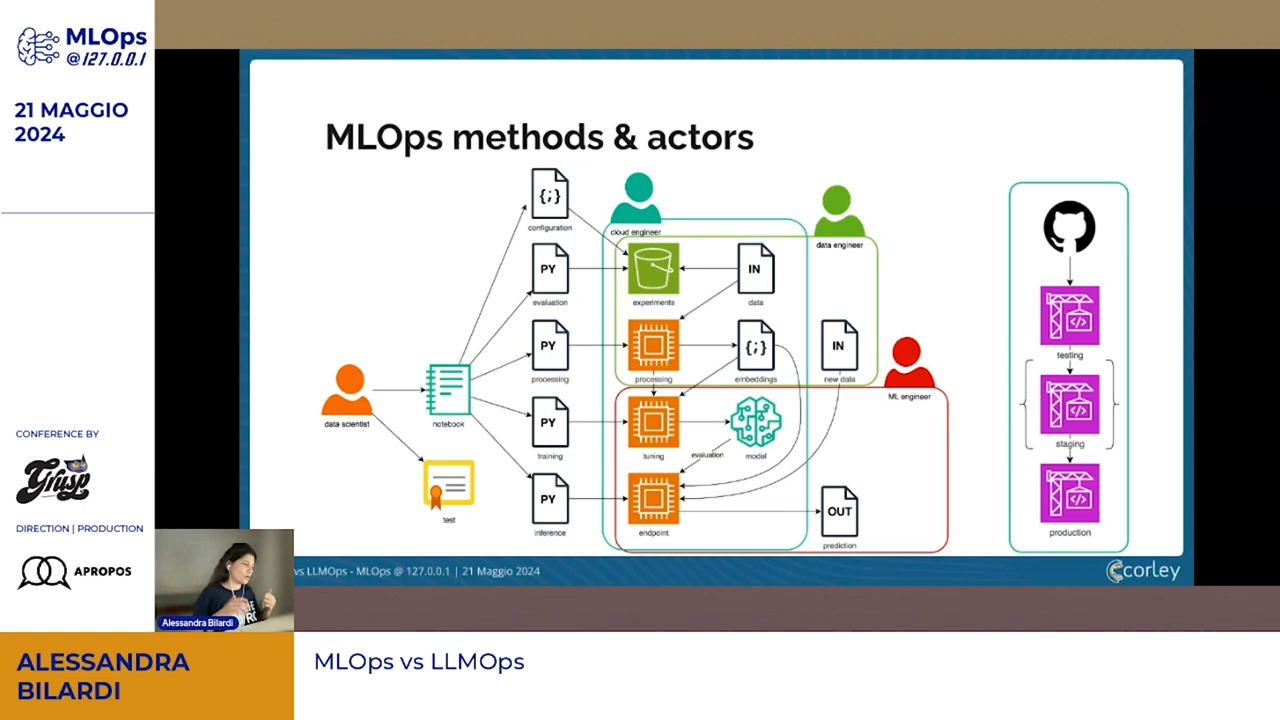 MLOps
@127.0.0.1
21 MAGGIO
2024
CONFERENCE BY
Grusp
DIRECTION | PRODUCTION
APROPOS
MLOps methods & actors
{;}
configuration
cloud engineer
data engineer
PY
evaluation
experiments
IN
data
PY
processing
processing
{;}
embeddings
IN
new data
ML engineer
data scientist
notebook
PY
training
tuning
evaluation
model
test
PY
inference
endpoint
OUT
prediction
</>
testing
</>
staging
</>
production
vs LLMOps - MLOps @ 127.0.0.1 | 21 Maggio 2024
corley
Alessandra Bilardi
ALESSANDRA
BILARDI
MLOps vs LLMOps